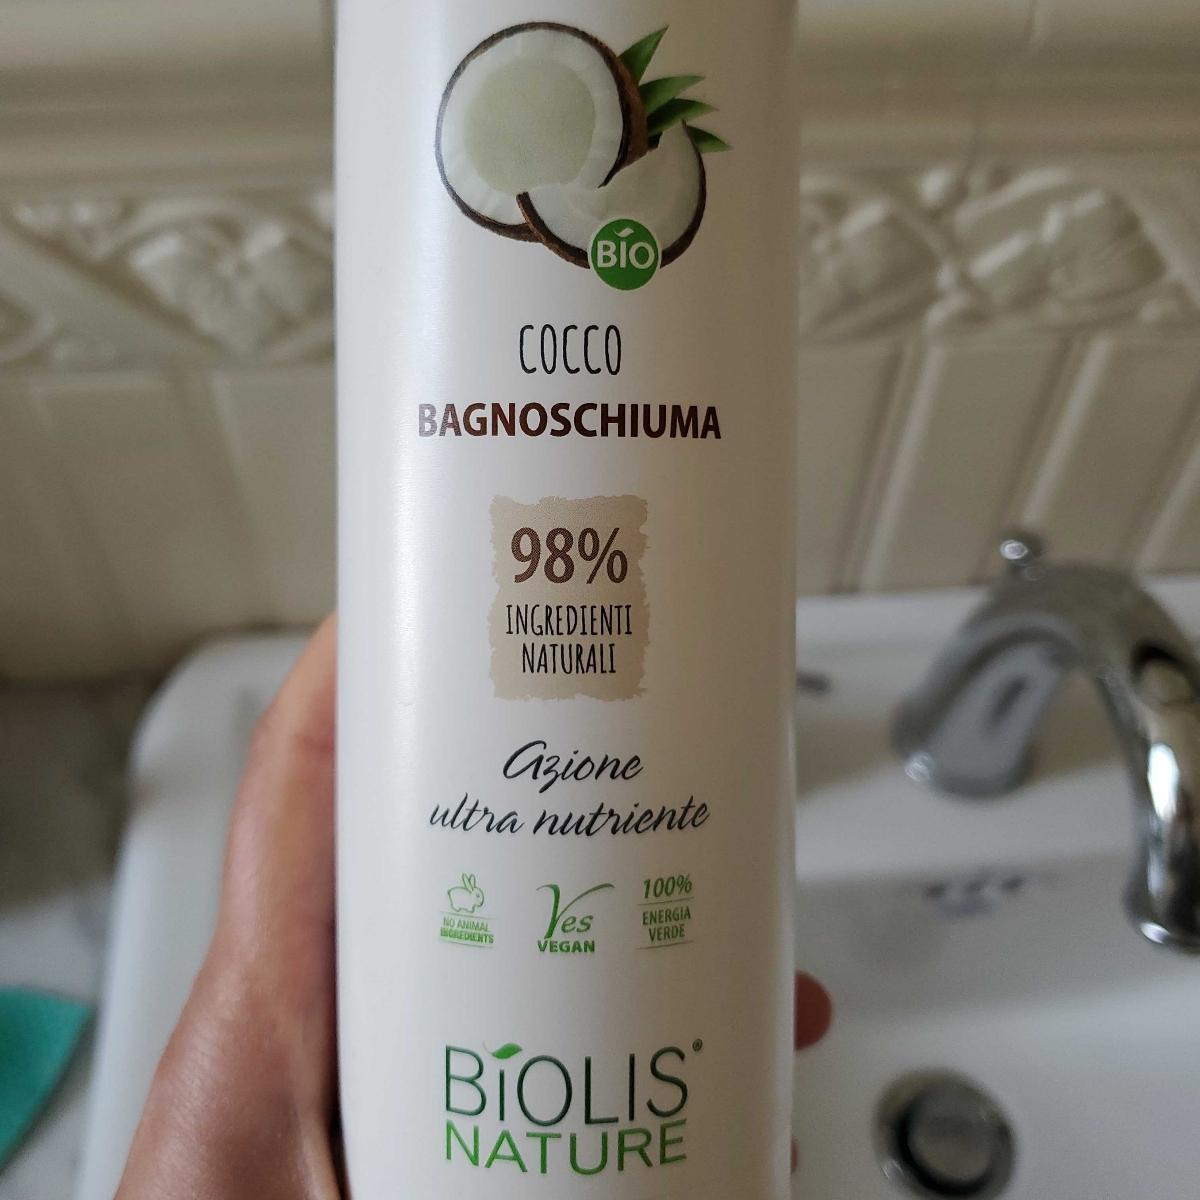 BIO
COCCO
BAGNOSCHIUMA
98%
INGREDIENTI
NATURALI
Azione
ultra nutriente
NO ANIMAL
INGREDIENTS
Yes
VEGAN
100%
ENERGIA
VERDE
BIOLIS®
NATURE